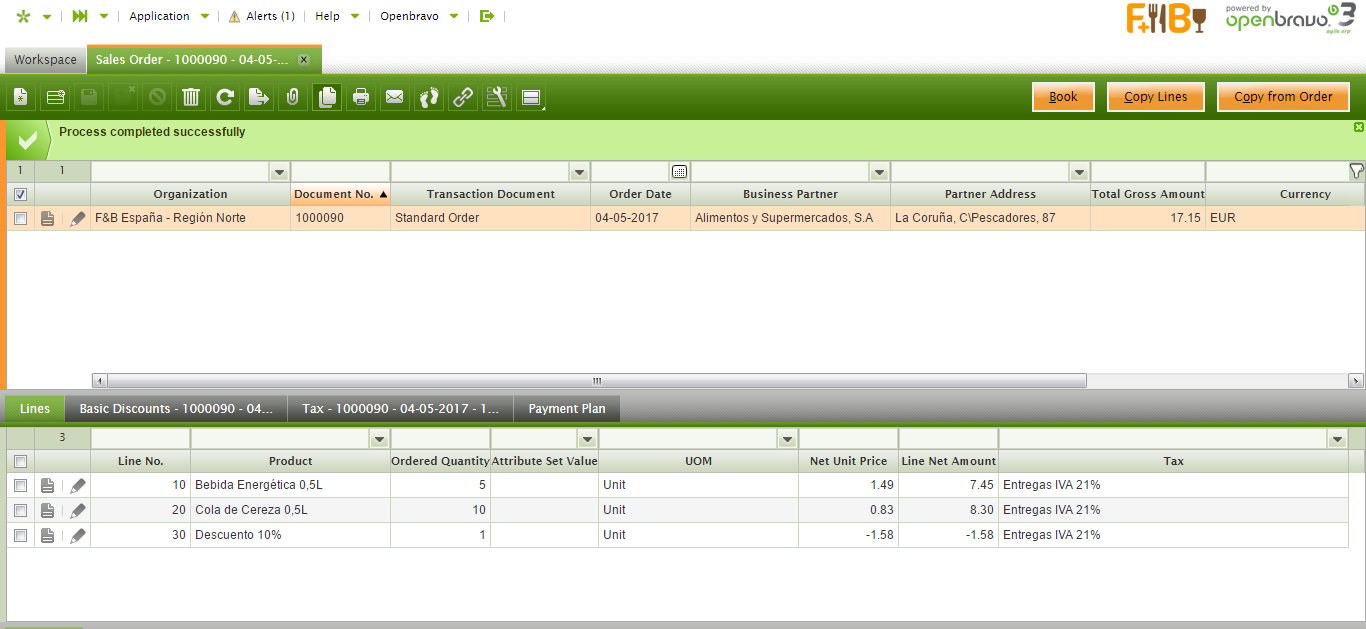 Application Alerts (1) Help Openbravo
F&B powered by openbravo 3 agile erp
Workspace Sales Order - 1000090 - 04-05-...
Book Copy Lines Copy from Order
Process completed successfully
1 1
Organization Document No. Transaction Document Order Date Business Partner Partner Address Total Gross Amount Currency
F&B España - Región Norte 1000090 Standard Order 04-05-2017 Alimentos y Supermercados, S.A La Coruña, C\Pescadores, 87 17.15 EUR
Lines Basic Discounts - 1000090 - 04... Tax - 1000090 - 04-05-2017 - 1... Payment Plan
3
Line No. Product Ordered Quantity Attribute Set Value UOM Net Unit Price Line Net Amount Tax
10 Bebida Energética 0,5L 5 Unit 1.49 7.45 Entregas IVA 21%
20 Cola de Cereza 0,5L 10 Unit 0.83 8.30 Entregas IVA 21%
30 Descuento 10% 1 Unit -1.58 -1.58 Entregas IVA 21%